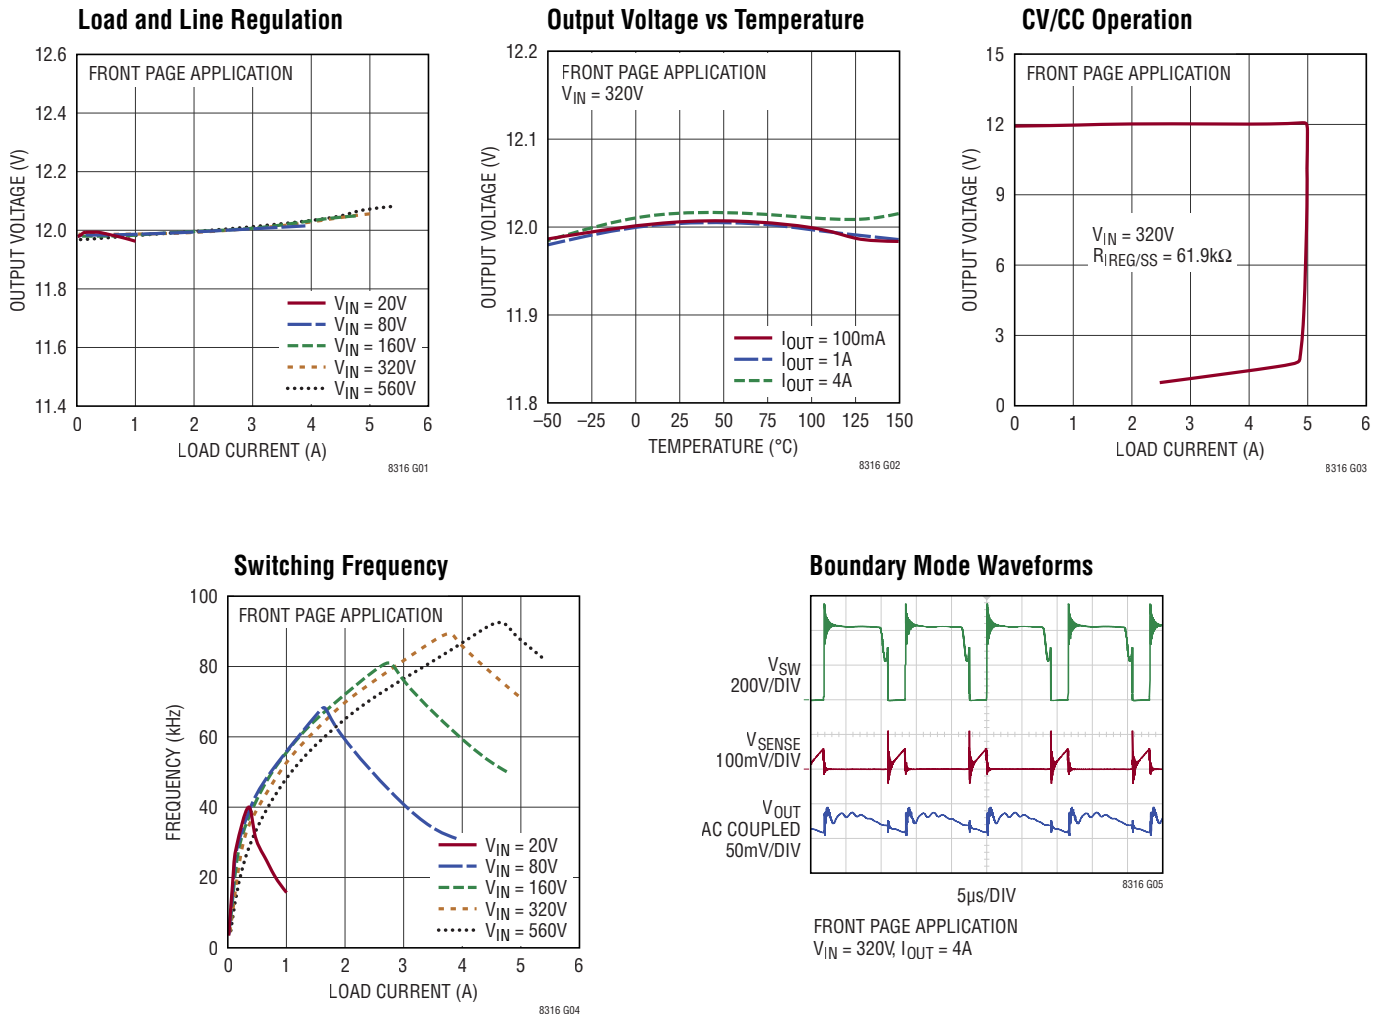 Load and Line Regulation
12.6
12.4
12.2
12.0
11.8
11.6
11.4
OUTPUT VOLTAGE (V)
FRONT PAGE APPLICATION
VIN = 20V
VIN = 80V
VIN = 160V
VIN = 320V
VIN = 560V
0 1 2 3 4 5 6
LOAD CURRENT (A)
8316 G01
Output Voltage vs Temperature
12.2
12.1
12.0
11.9
11.8
OUTPUT VOLTAGE (V)
FRONT PAGE APPLICATION
VIN = 320V
IOUT = 100mA
IOUT = 1A
IOUT = 4A
–50 –25 0 25 50 75 100 125 150
TEMPERATURE (°C)
8316 G02
CV/CC Operation
15
12
9
6
3
0
OUTPUT VOLTAGE (V)
FRONT PAGE APPLICATION
VIN = 320V
RIREG/SS = 61.9kΩ
0 1 2 3 4 5 6
LOAD CURRENT (A)
8316 G03
Switching Frequency
100
80
60
40
20
0
FREQUENCY (kHz)
FRONT PAGE APPLICATION
VIN = 20V
VIN = 80V
VIN = 160V
VIN = 320V
VIN = 560V
0 1 2 3 4 5 6
LOAD CURRENT (A)
8316 G04
Boundary Mode Waveforms
VSW
200V/DIV
VSENSE
100mV/DIV
VOUT
AC COUPLED
50mV/DIV
5µs/DIV
8316 G05
FRONT PAGE APPLICATION
VIN = 320V, IOUT = 4A